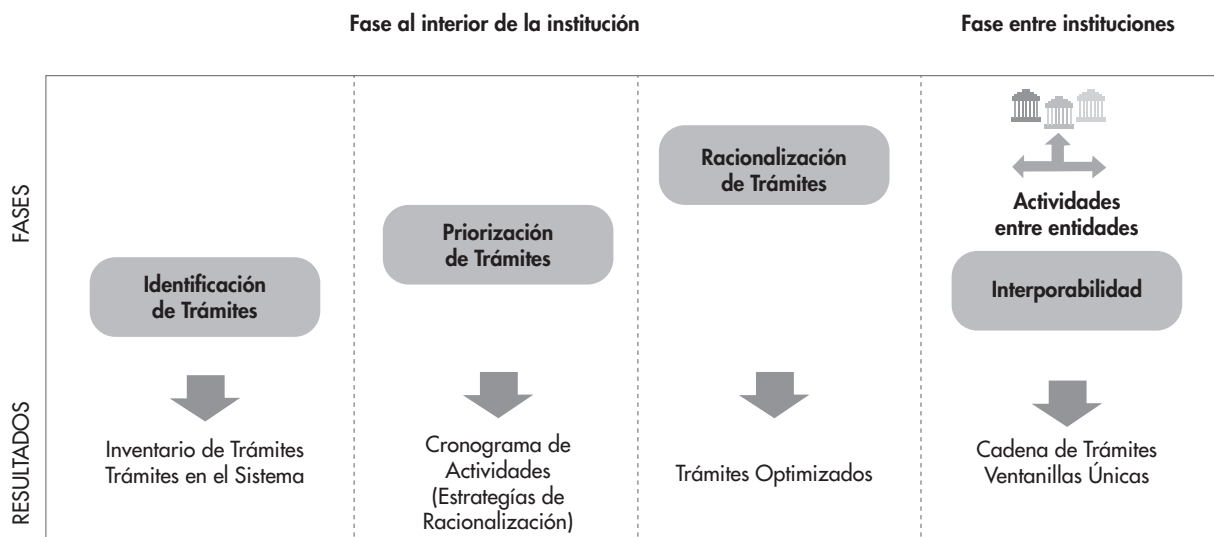 Fase al interior de la institución
Fase entre instituciones
FASES
Identificación
de Trámites
Priorización
de Trámites
Racionalización
de Trámites
Actividades
entre entidades
Interporabilidad
RESULTADOS
Inventario de Trámites
Trámites en el Sistema
Cronograma de
Actividades
(Estrategías de
Racionalización)
Trámites Optimizados
Cadena de Trámites
Ventanillas Únicas